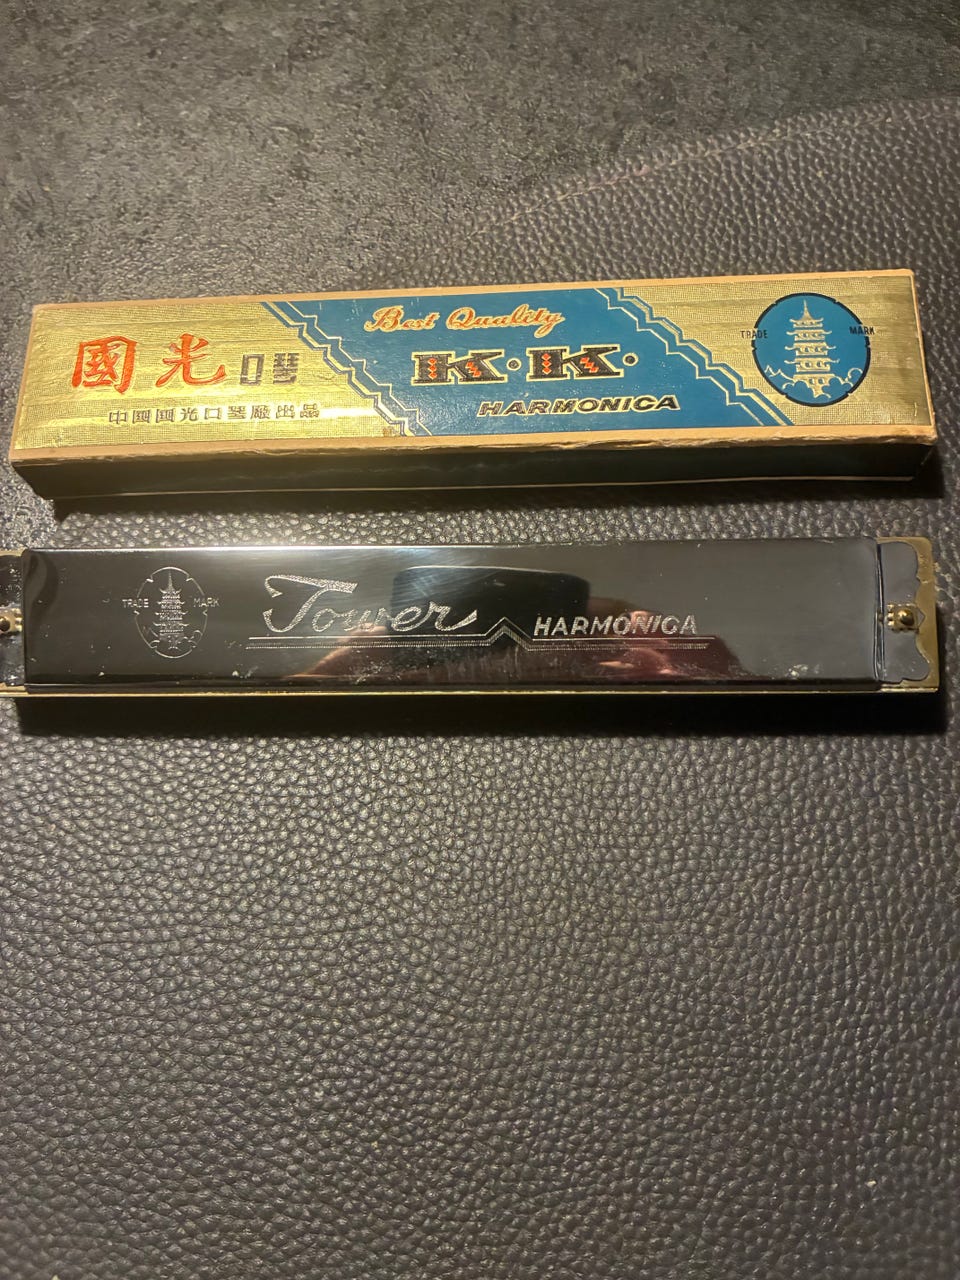 國光口琴
中國國光口琴廠出品
Best Quality
K·K·
HARMONICA
TRADE MARK
TRADE MARK
Tower HARMONICA